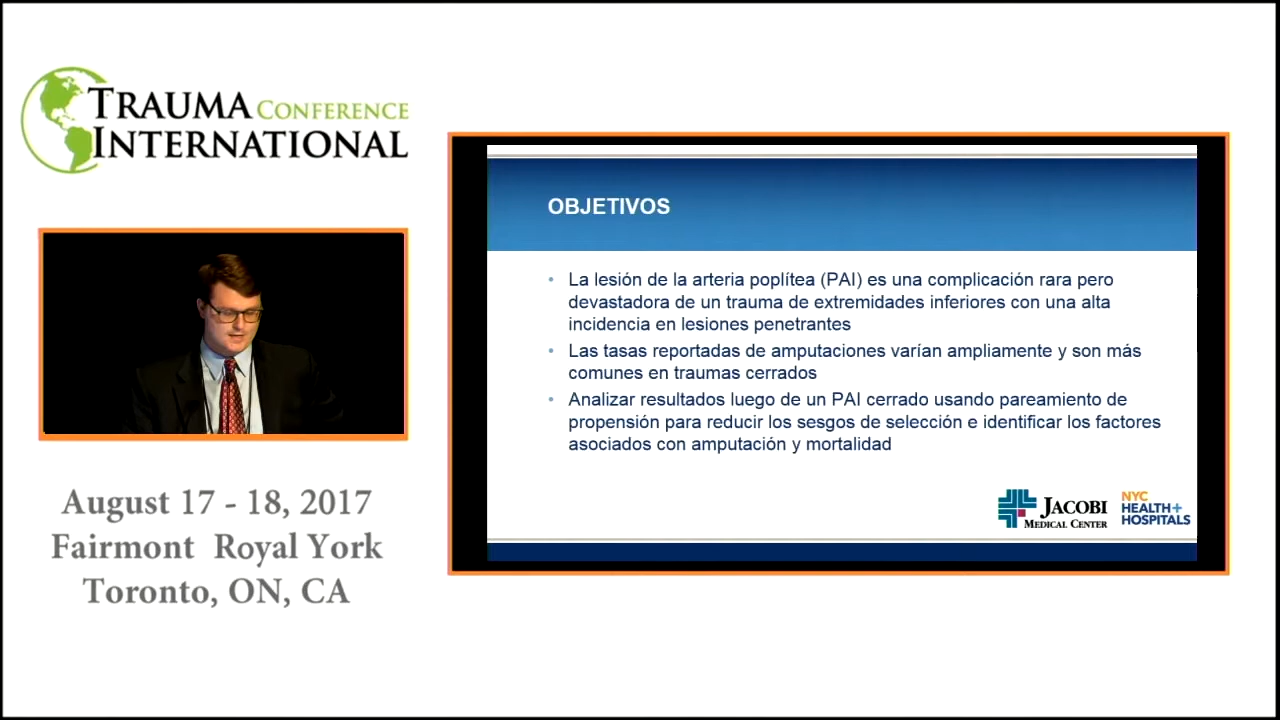 TRAUMA CONFERENCE
INTERNATIONAL
August 17 - 18, 2017
Fairmont Royal York
Toronto, ON, CA
OBJETIVOS
• La lesión de la arteria poplítea (PAI) es una complicación rara pero
devastadora de un trauma de extremidades inferiores con una alta
incidencia en lesiones penetrantes
• Las tasas reportadas de amputaciones varían ampliamente y son más
comunes en traumas cerrados
• Analizar resultados luego de un PAI cerrado usando pareamiento de
propensión para reducir los sesgos de selección e identificar los factores
asociados con amputación y mortalidad
JACOBI
MEDICAL CENTER
NYC
HEALTH+
HOSPITALS